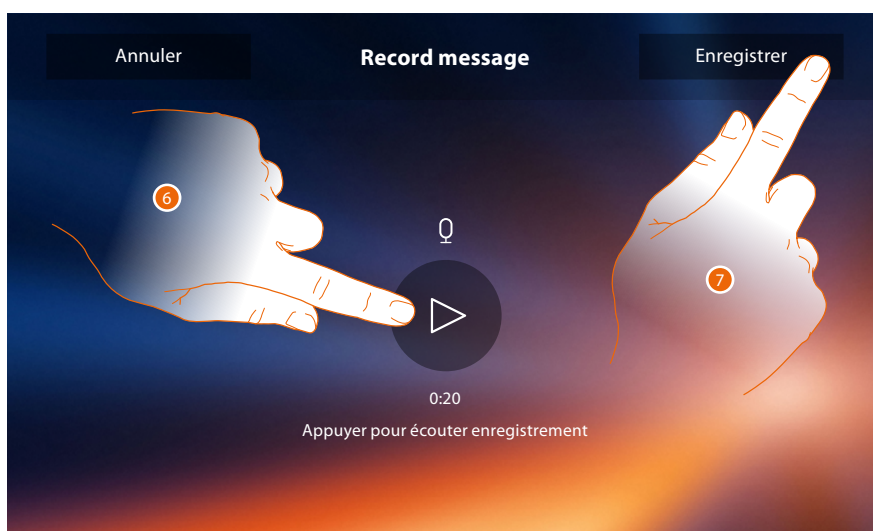 Annuler
Record message
Enregistrer
6
7
0:20
Appuyer pour écouter enregistrement